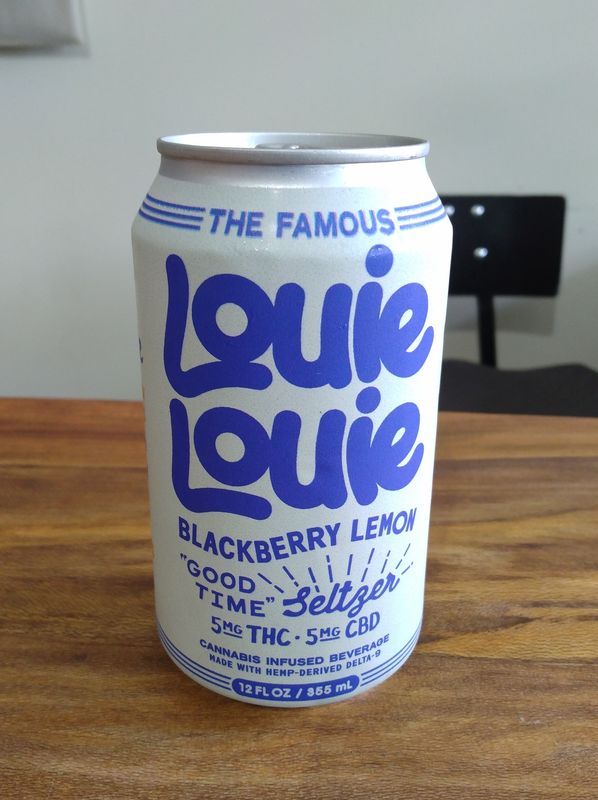 THE FAMOUS
Louie
Louie
BLACKBERRY LEMON
"GOOD
TIME" Seltzer
5MG THC · 5MG CBD
CANNABIS INFUSED BEVERAGE
MADE WITH HEMP-DERIVED DELTA-9
12 FL OZ / 355 mL